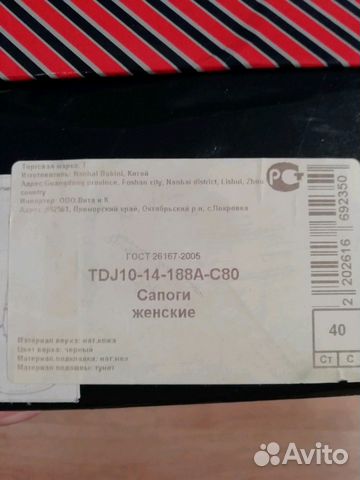 Торговая марка: T
Изготовитель: Nanhai Bakini, Китай
Адрес: Guangdong province, Foshan city, Nanhai district, Lishui, Zhou
country
Импортер: ООО Вита и К
Адрес: 692561, Приморский край, Октябрьский р-н, с.Покровка
РСТ
ГОСТ 26167-2005
TDJ10-14-188A-C80
Сапоги
женские
Материал верха: нат.кожа
Цвет верха: черный
Материал подкладки: нат.мех
Материал подошвы: тунит
2 202616 692350
40
Ст С
Avito